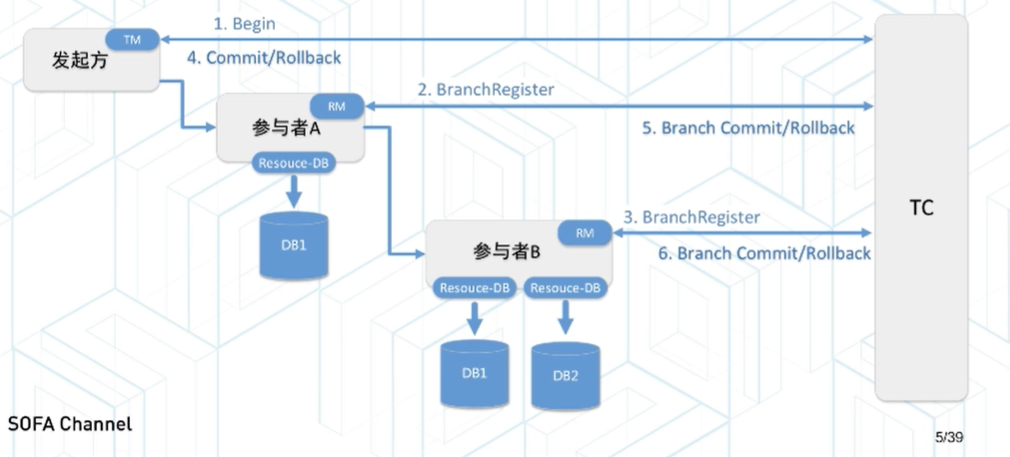 1. Begin
TM
发起方
4. Commit/Rollback
2. BranchRegister
RM
参与者A
5. Branch Commit/Rollback
Resouce-DB
TC
3. BranchRegister
DB1
RM
参与者B
6. Branch Commit/Rollback
Resouce-DB
Resouce-DB
DB1
DB2
SOFA Channel
5/39